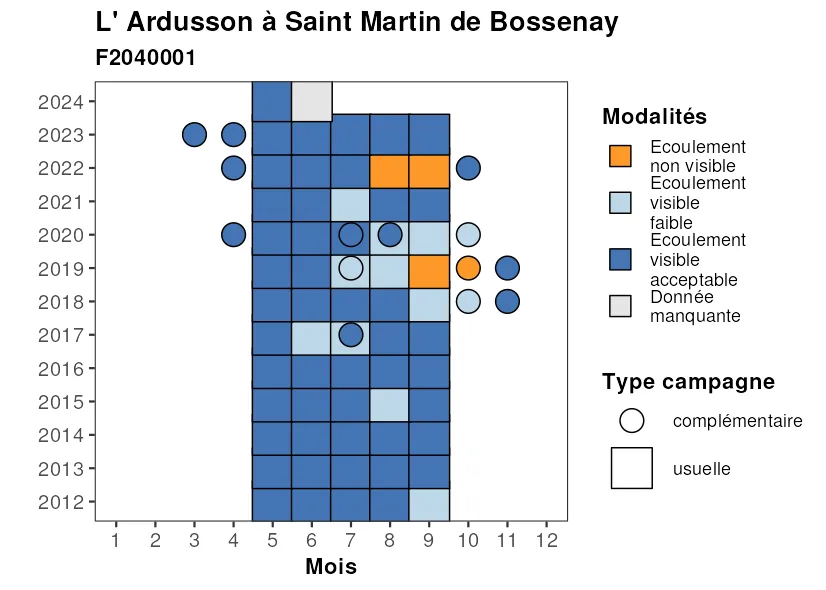 L' Ardusson à Saint Martin de Bossenay
F2040001
2024
2023
2022
2021
2020
2019
2018
2017
2016
2015
2014
2013
2012
1 2 3 4 5 6 7 8 9 10 11 12
Mois
Modalités
Ecoulement
non visible
Ecoulement
visible
faible
Ecoulement
visible
acceptable
Donnée
manquante
Type campagne
complémentaire
usuelle